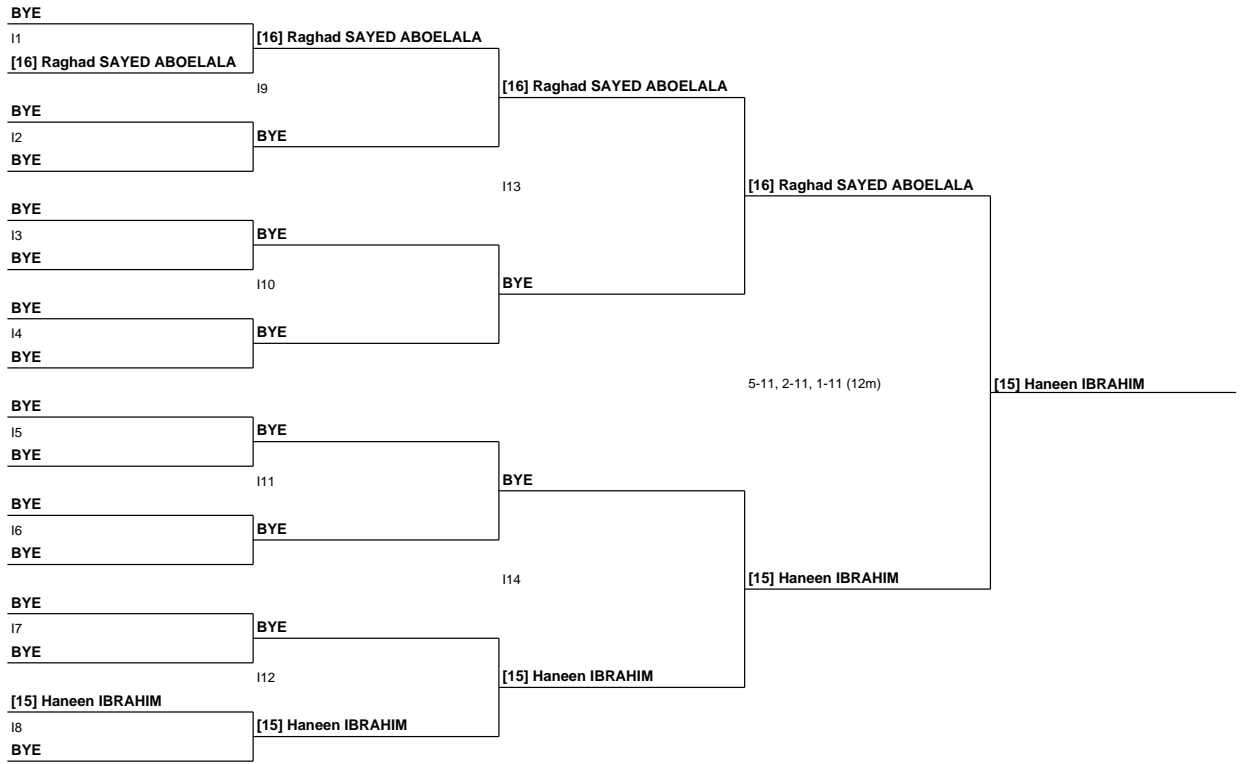 BYE
I1
[16] Raghad SAYED ABOELALA
BYE
I2
BYE
BYE
I3
BYE
BYE
I4
BYE
BYE
I5
BYE
BYE
I6
BYE
BYE
I7
BYE
[15] Haneen IBRAHIM
I8
BYE
[16] Raghad SAYED ABOELALA
I9
BYE
BYE
I10
BYE
BYE
I11
BYE
BYE
I12
[15] Haneen IBRAHIM
[16] Raghad SAYED ABOELALA
I13
BYE
BYE
I14
[15] Haneen IBRAHIM
[16] Raghad SAYED ABOELALA
5-11, 2-11, 1-11 (12m)
[15] Haneen IBRAHIM
[15] Haneen IBRAHIM